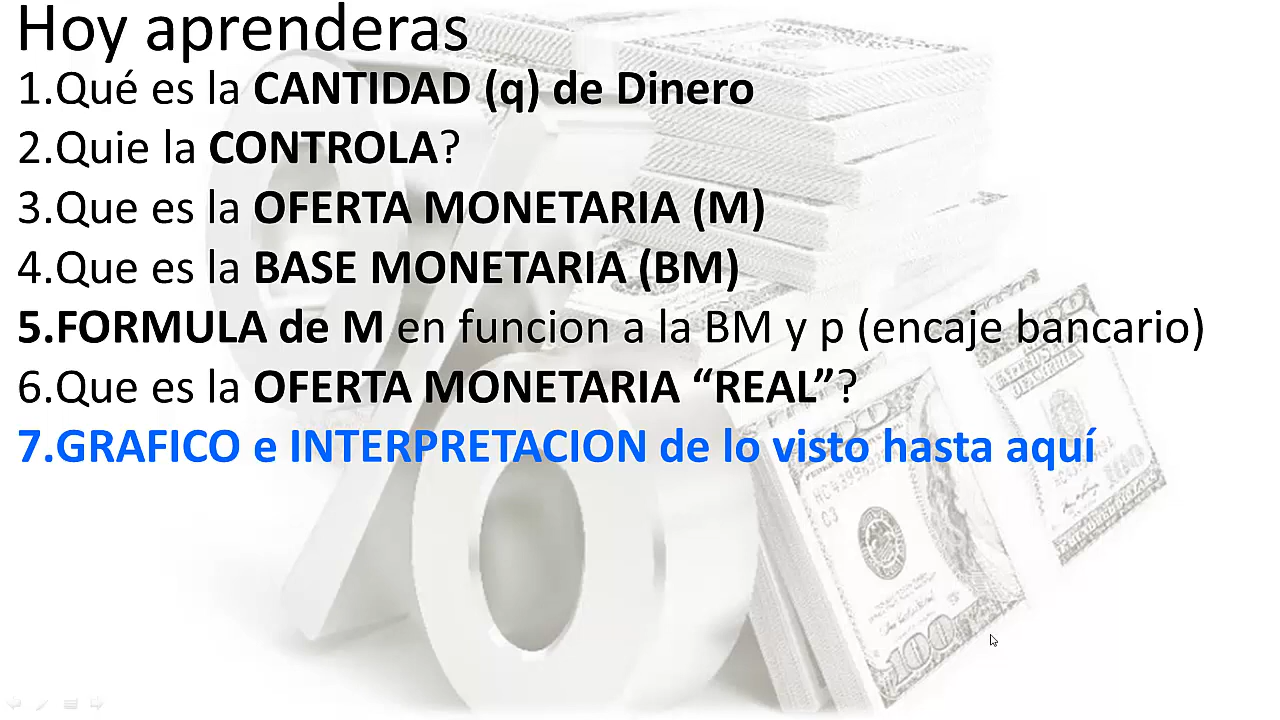 Hoy aprenderas
1.Qué es la CANTIDAD (q) de Dinero
2.Quie la CONTROLA?
3.Que es la OFERTA MONETARIA (M)
4.Que es la BASE MONETARIA (BM)
5.FORMULA de M en funcion a la BM y p (encaje bancario)
6.Que es la OFERTA MONETARIA “REAL”?
7.GRAFICO e INTERPRETACION de lo visto hasta aquí
100